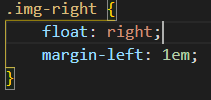 .img-right {
    float: right;
    margin-left: 1em;
}